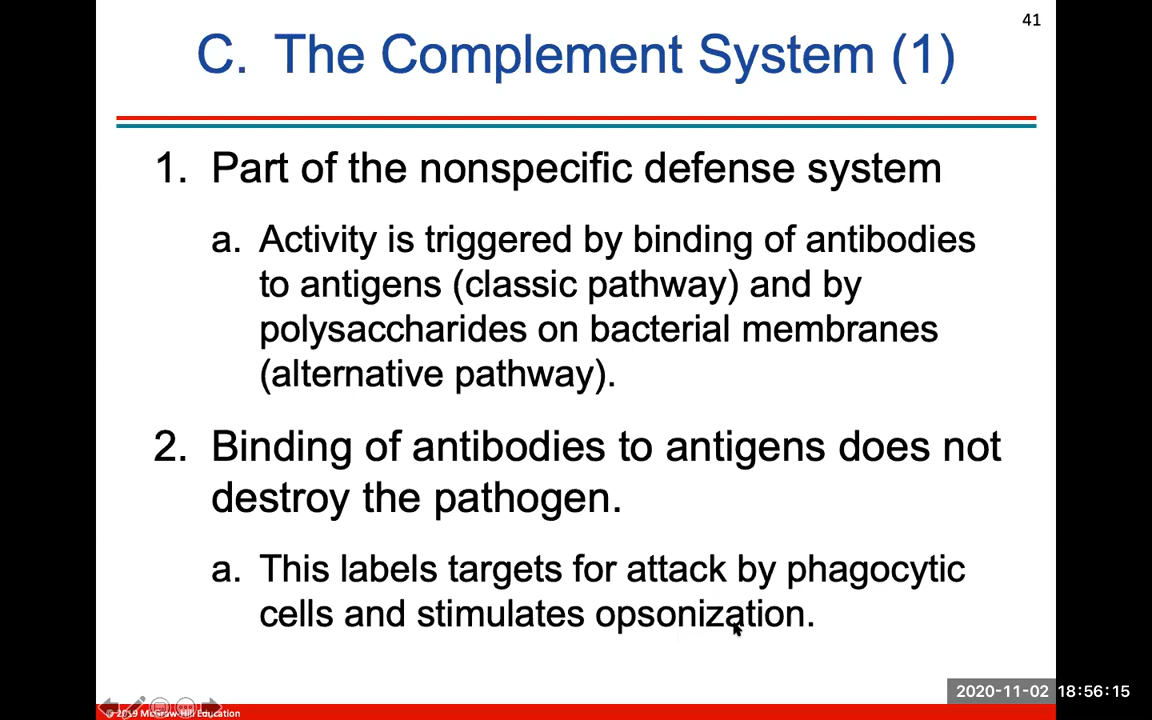 41
C. The Complement System (1)
1. Part of the nonspecific defense system
a. Activity is triggered by binding of antibodies
to antigens (classic pathway) and by
polysaccharides on bacterial membranes
(alternative pathway).
2. Binding of antibodies to antigens does not
destroy the pathogen.
a. This labels targets for attack by phagocytic
cells and stimulates opsonization.
2020-11-02 18:56:15
© 2019 McGraw-Hill Education